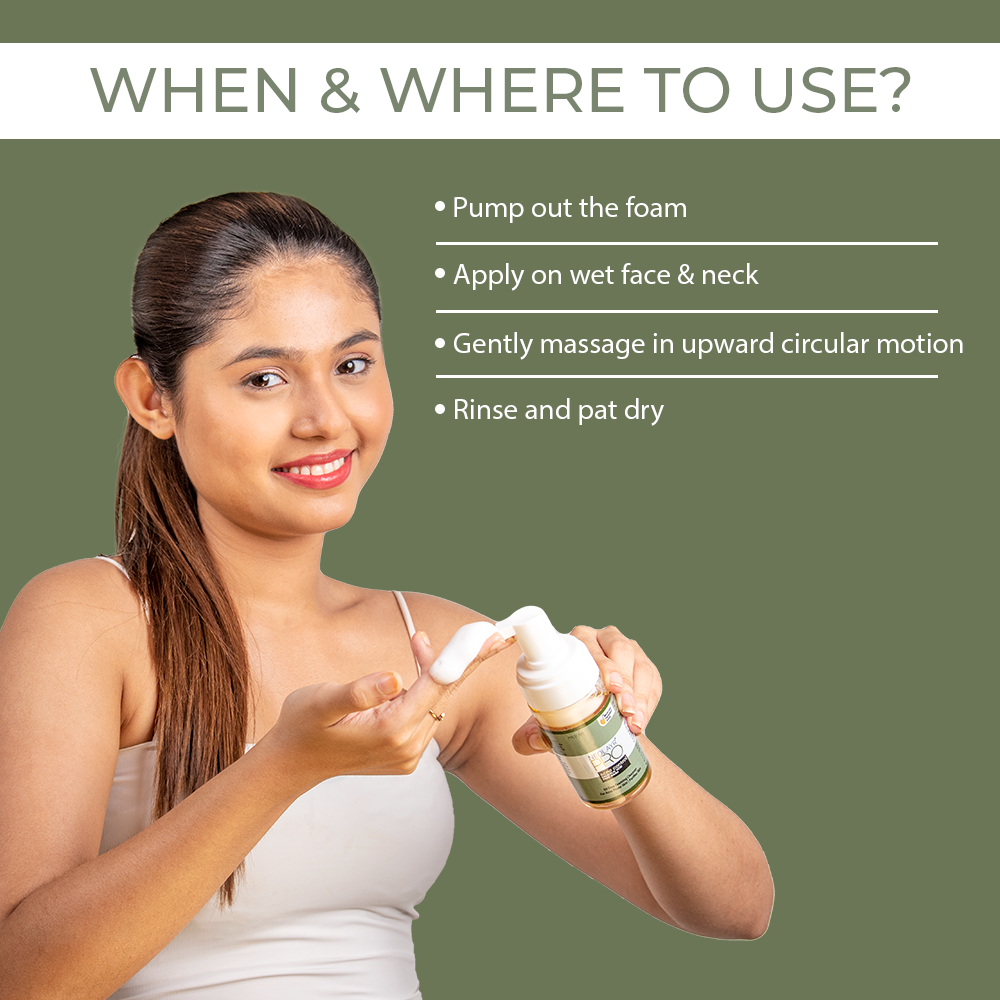 WHEN & WHERE TO USE?
• Pump out the foam
• Apply on wet face & neck
• Gently massage in upward circular motion
• Rinse and pat dry
PRO